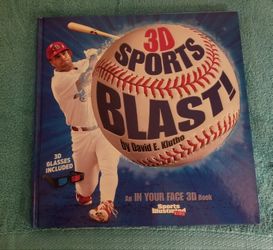 3D
SPORTS
BLAST!
by David E. Klutho
3D
GLASSES
INCLUDED
An IN YOUR FACE 3D Book
Sports
Illustrated
KIDS